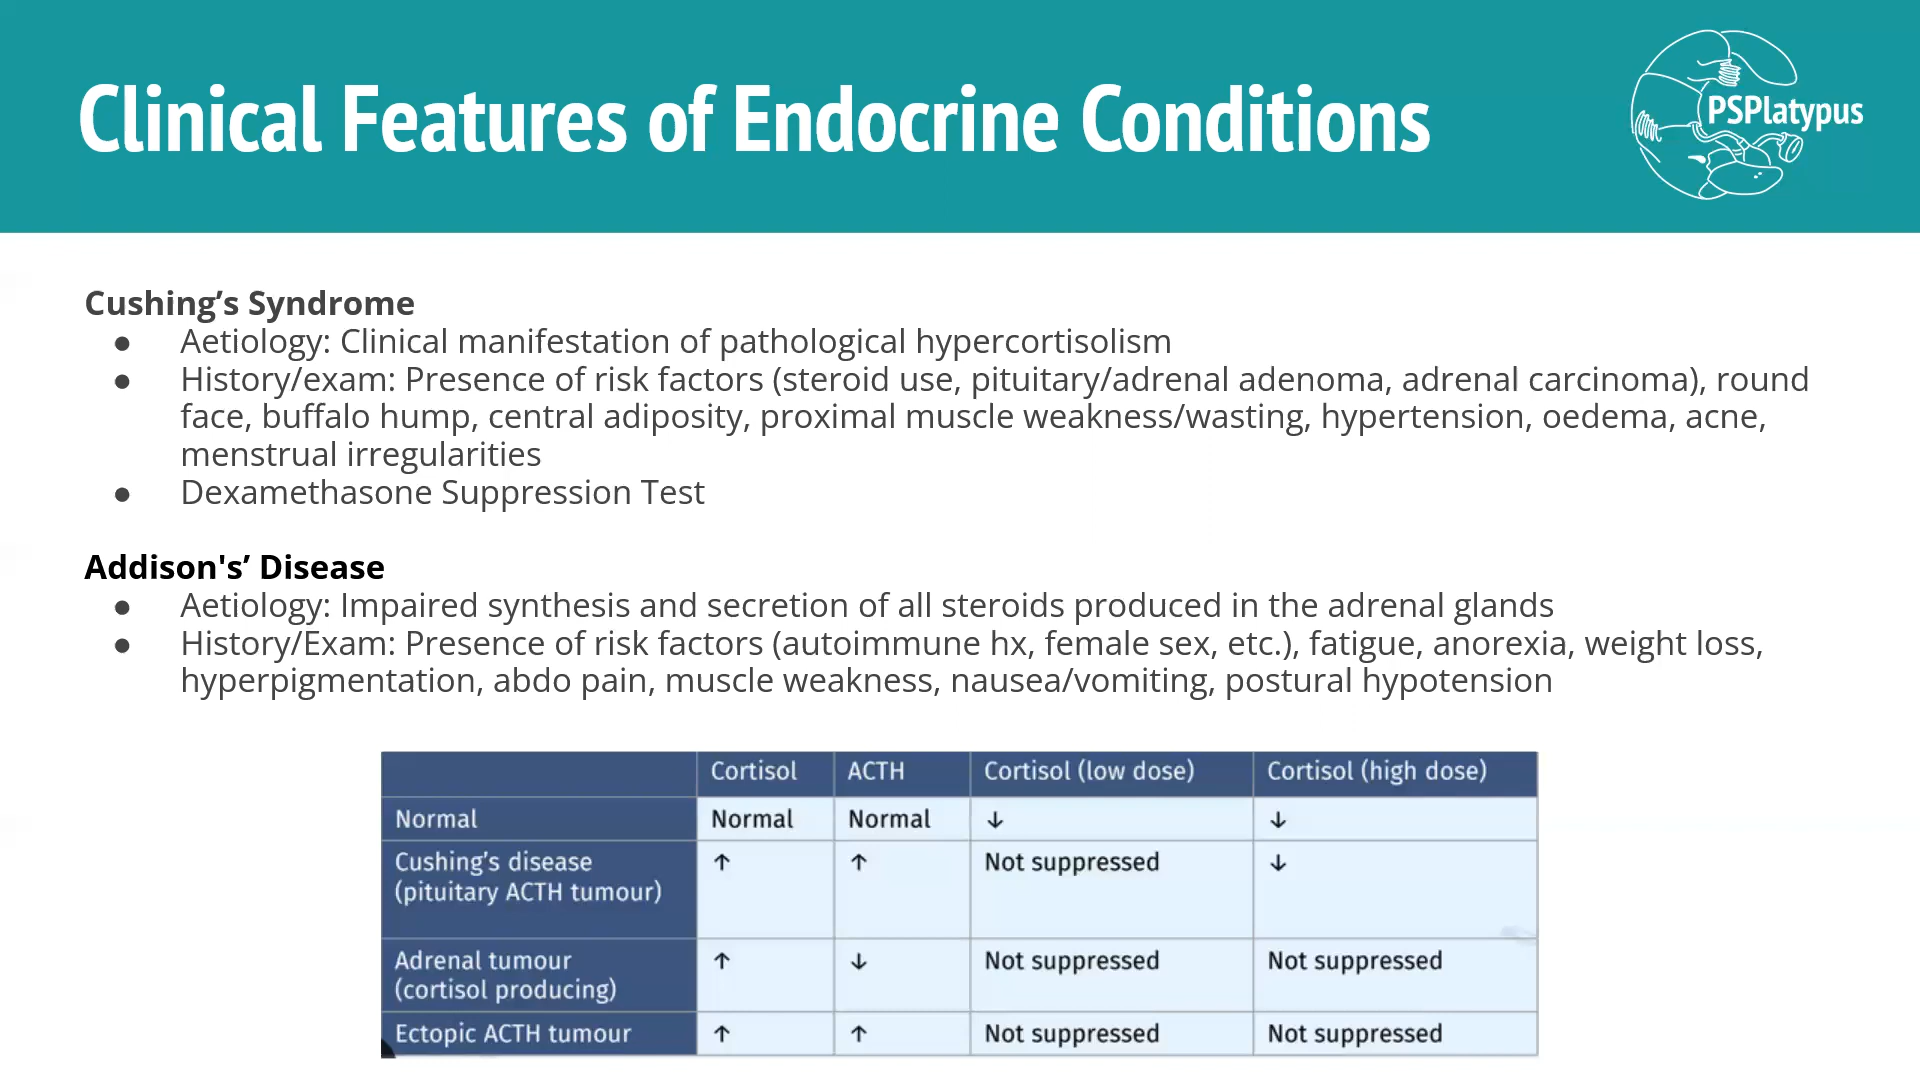 Clinical Features of Endocrine Conditions
PSPlatypus
Cushing’s Syndrome
● Aetiology: Clinical manifestation of pathological hypercortisolism
● History/exam: Presence of risk factors (steroid use, pituitary/adrenal adenoma, adrenal carcinoma), round
face, buffalo hump, central adiposity, proximal muscle weakness/wasting, hypertension, oedema, acne,
menstrual irregularities
● Dexamethasone Suppression Test
Addison's’ Disease
● Aetiology: Impaired synthesis and secretion of all steroids produced in the adrenal glands
● History/Exam: Presence of risk factors (autoimmune hx, female sex, etc.), fatigue, anorexia, weight loss,
hyperpigmentation, abdo pain, muscle weakness, nausea/vomiting, postural hypotension
Cortisol ACTH Cortisol (low dose) Cortisol (high dose)
Normal Normal Normal ↓ ↓
Cushing’s disease ↑ ↑ Not suppressed ↓
(pituitary ACTH tumour)
Adrenal tumour ↑ ↓ Not suppressed Not suppressed
(cortisol producing)
Ectopic ACTH tumour ↑ ↑ Not suppressed Not suppressed